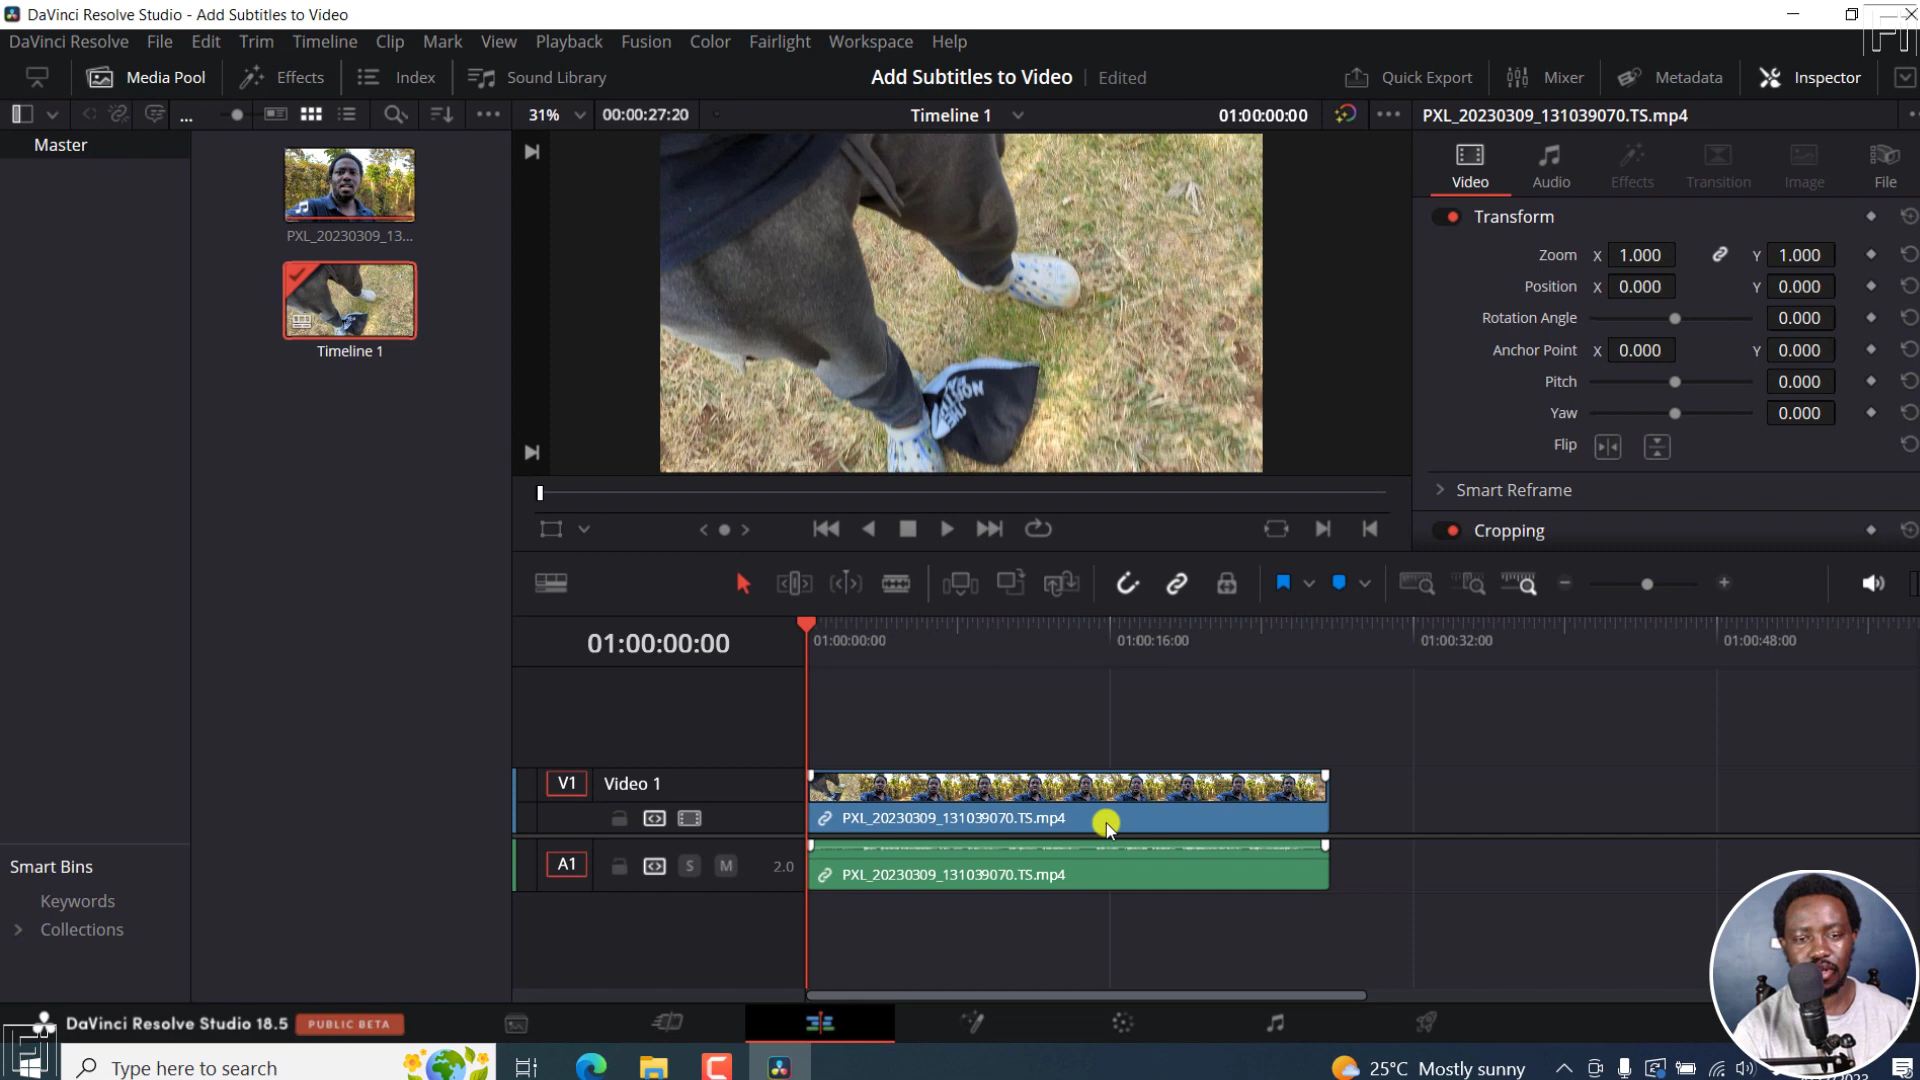 DaVinci Resolve Studio - Add Subtitles to Video
DaVinci Resolve File Edit Trim Timeline Clip Mark View Playback Fusion Color Fairlight Workspace Help
Media Pool Effects Index Sound Library Add Subtitles to Video Edited Quick Export Mixer Metadata Inspector
... 31% 00:00:27:20 Timeline 1 01:00:00:00 PXL_20230309_131039070.TS.mp4
Master
PXL_20230309_13...
Timeline 1
Video Audio Effects Transition Image File
Transform
Zoom X 1.000 Y 1.000
Position X 0.000 Y 0.000
Rotation Angle 0.000
Anchor Point X 0.000 Y 0.000
Pitch 0.000
Yaw 0.000
Flip
Smart Reframe
Cropping
01:00:00:00 01:00:00:00 01:00:16:00 01:00:32:00 01:00:48:00
V1 Video 1
PXL_20230309_131039070.TS.mp4
A1 S M 2.0
PXL_20230309_131039070.TS.mp4
Smart Bins
Keywords
Collections
DaVinci Resolve Studio 18.5 PUBLIC BETA
Type here to search 25°C Mostly sunny